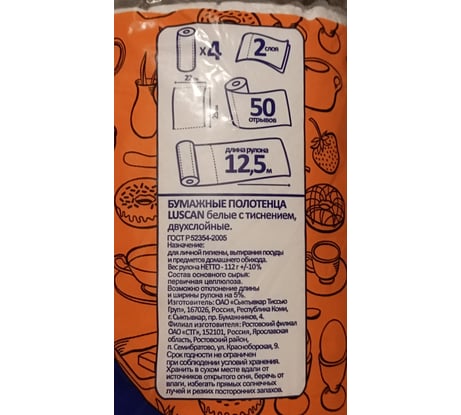 x4
2 слоя
22
50
отрывов
длина рулона
12,5м
БУМАЖНЫЕ ПОЛОТЕНЦА
LUSCAN белые с тиснением,
двухслойные.
ГОСТ Р 52354-2005
Назначение:
для личной гигиены, вытирания посуды
и предметов домашнего обихода.
Вес рулона НЕТТО - 112 г +/-10%
Состав основного сырья:
первичная целлюлоза.
Возможно отклонение длины
и ширины рулона на 5%.
Изготовитель: ОАО «Сыктывкар Тиссью
Груп», 167026, Россия, Республика Коми,
г. Сыктывкар, пр. Бумажников, 4.
Филиал изготовителя: Ростовский филиал
ОАО «СТГ», 152101, Россия, Ярославская
область, Ростовский район,
п. Семибратово, ул. Красноборская, 9.
Срок годности не ограничен
при соблюдении условий хранения.
Хранить в сухом месте вдали от
источников открытого огня, беречь от
влаги, избегать прямых солнечных
лучей и резких посторонних запахов.